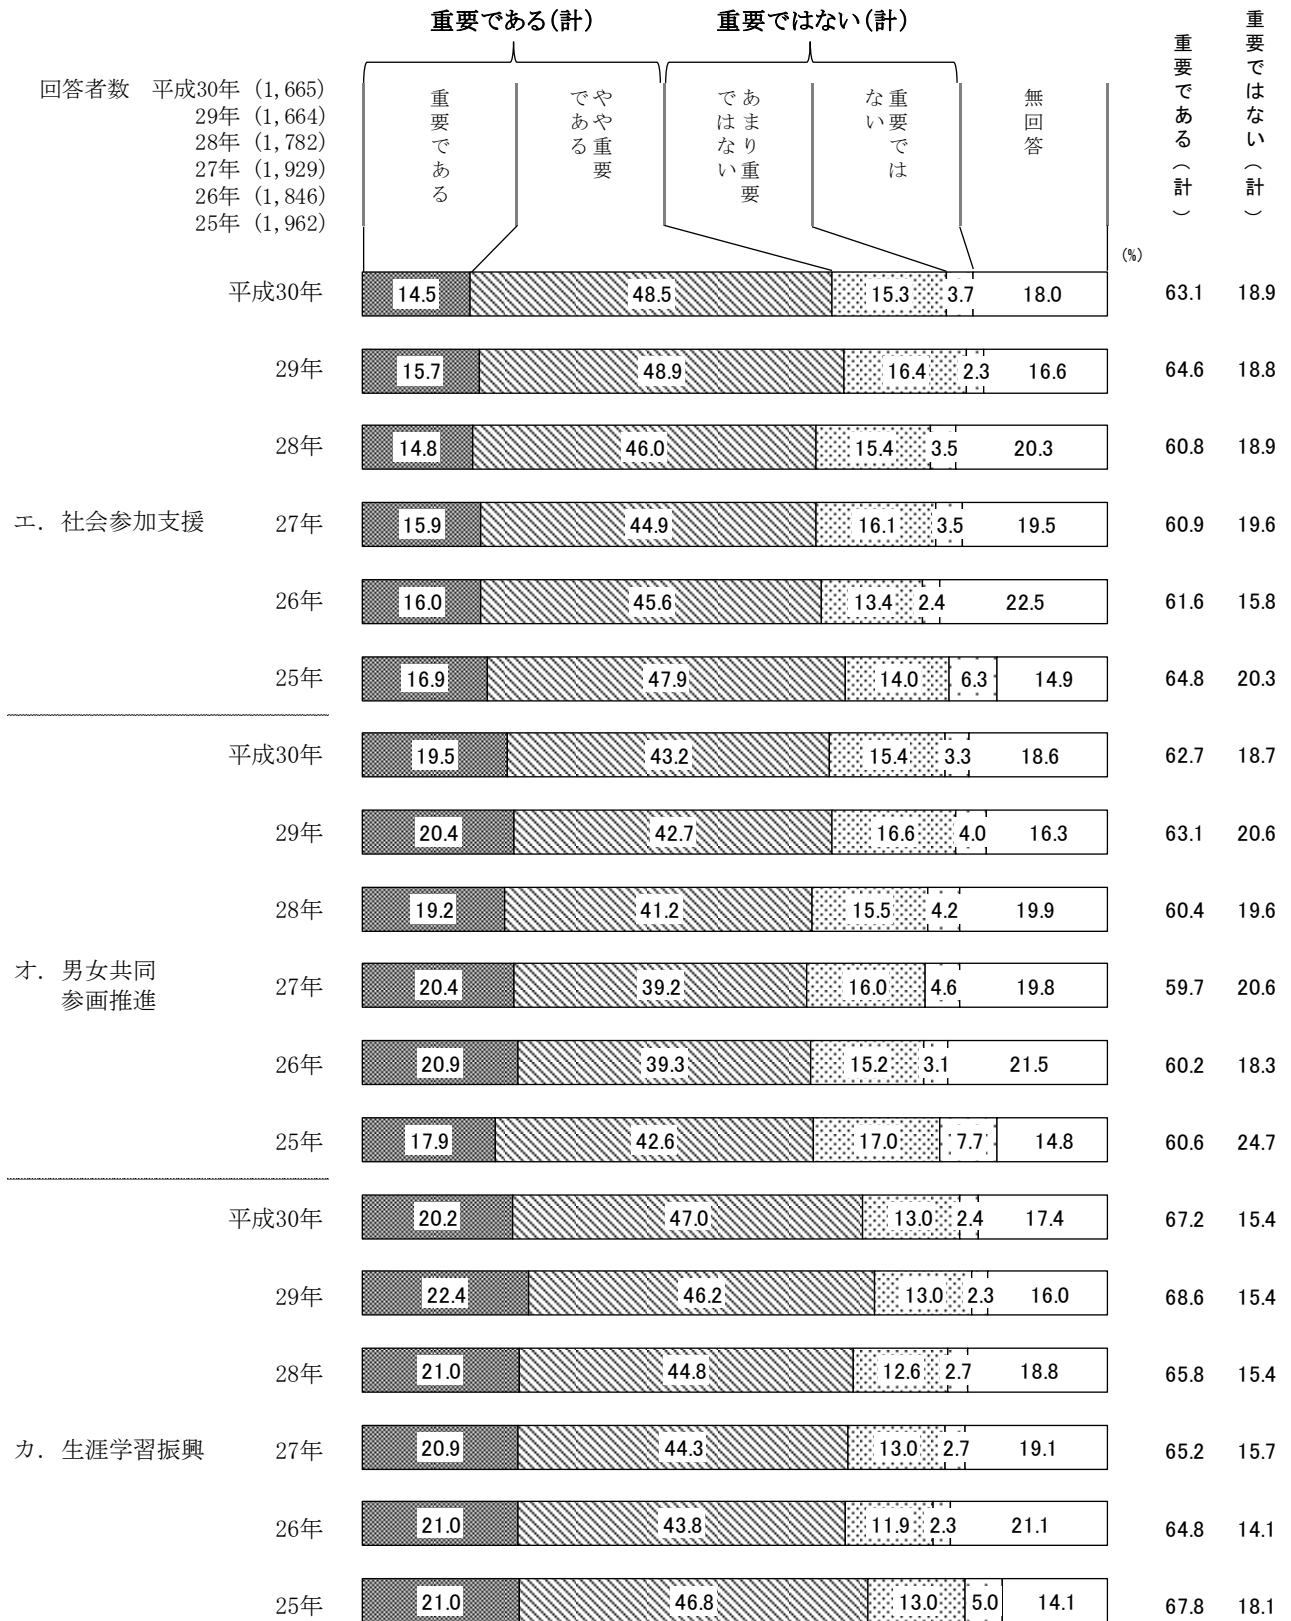 重要である(計)
重要ではない(計)
重要である（計）
重要ではない（計）
回答者数 平成30年 (1,665)
29年 (1,664)
28年 (1,782)
27年 (1,929)
26年 (1,846)
25年 (1,962)
重要である
やや重要
である
あまり重要
ではない
重要では
ない
無回答
(%)
平成30年 14.5 48.5 15.3 3.7 18.0 63.1 18.9
29年 15.7 48.9 16.4 2.3 16.6 64.6 18.8
28年 14.8 46.0 15.4 3.5 20.3 60.8 18.9
エ. 社会参加支援 27年 15.9 44.9 16.1 3.5 19.5 60.9 19.6
26年 16.0 45.6 13.4 2.4 22.5 61.6 15.8
25年 16.9 47.9 14.0 6.3 14.9 64.8 20.3
平成30年 19.5 43.2 15.4 3.3 18.6 62.7 18.7
29年 20.4 42.7 16.6 4.0 16.3 63.1 20.6
28年 19.2 41.2 15.5 4.2 19.9 60.4 19.6
オ. 男女共同
参画推進 27年 20.4 39.2 16.0 4.6 19.8 59.7 20.6
26年 20.9 39.3 15.2 3.1 21.5 60.2 18.3
25年 17.9 42.6 17.0 7.7 14.8 60.6 24.7
平成30年 20.2 47.0 13.0 2.4 17.4 67.2 15.4
29年 22.4 46.2 13.0 2.3 16.0 68.6 15.4
28年 21.0 44.8 12.6 2.7 18.8 65.8 15.4
カ. 生涯学習振興 27年 20.9 44.3 13.0 2.7 19.1 65.2 15.7
26年 21.0 43.8 11.9 2.3 21.1 64.8 14.1
25年 21.0 46.8 13.0 5.0 14.1 67.8 18.1